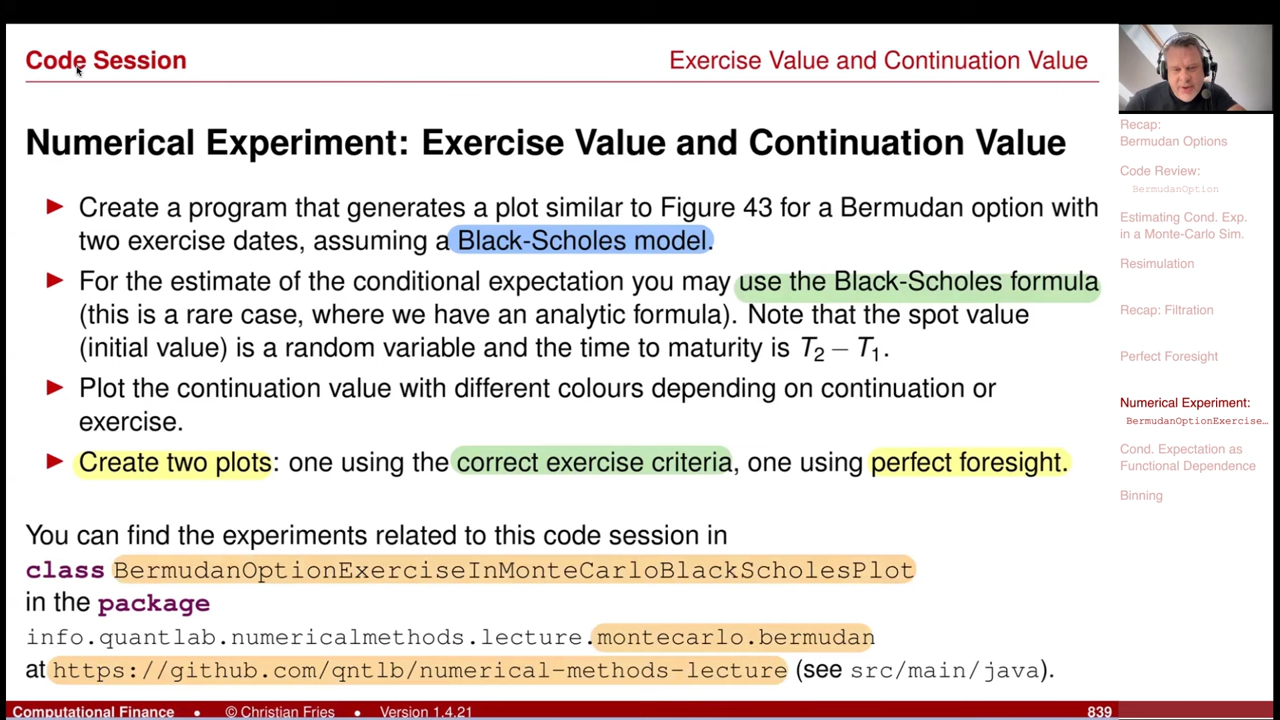 Code Session
Exercise Value and Continuation Value
Numerical Experiment: Exercise Value and Continuation Value
► Create a program that generates a plot similar to Figure 43 for a Bermudan option with
two exercise dates, assuming a Black-Scholes model.
► For the estimate of the conditional expectation you may use the Black-Scholes formula
(this is a rare case, where we have an analytic formula). Note that the spot value
(initial value) is a random variable and the time to maturity is T₂ − T₁.
► Plot the continuation value with different colours depending on continuation or
exercise.
► Create two plots: one using the correct exercise criteria, one using perfect foresight.
You can find the experiments related to this code session in
class BermudanOptionExerciseInMonteCarloBlackScholesPlot
in the package
info.quantlab.numericalmethods.lecture.montecarlo.bermudan
at https://github.com/qntlb/numerical-methods-lecture (see src/main/java).
Recap:
Bermudan Options
Code Review:
BermudanOption
Estimating Cond. Exp.
in a Monte-Carlo Sim.
Resimulation
Recap: Filtration
Perfect Foresight
Numerical Experiment:
BermudanOptionExercise…
Cond. Expectation as
Functional Dependence
Binning
Computational Finance • © Christian Fries • Version 1.4.21
839